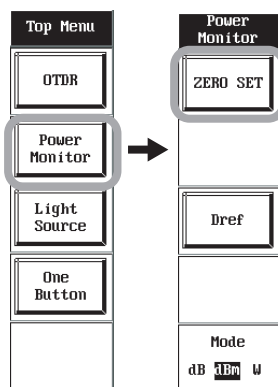 Top Menu
OTDR
Power
Monitor
Light
Source
One
Button
Power
Monitor
ZERO SET
Dref
Mode
dB dBm W